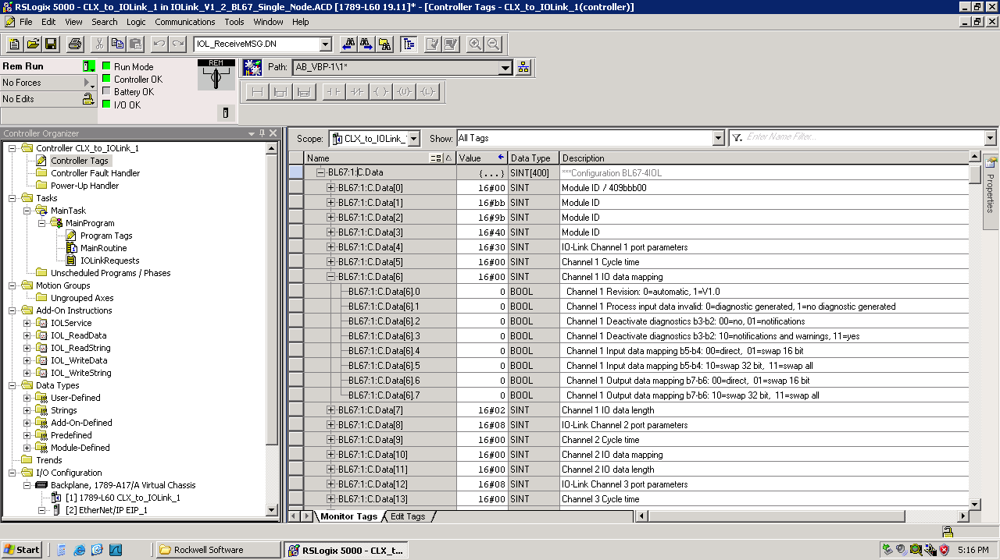 RSLogix 5000 - CLX_to_IOLink_1 in IOLink_V1_2_BL67_Single_Node.ACD [1789-L60 19.11]* - [Controller Tags - CLX_to_IOLink_1(controller)]
File Edit View Search Logic Communications Tools Window Help
IOL_ReceiveMSG.DN
Rem Run
No Forces
No Edits
Run Mode
Controller OK
Battery OK
I/O OK
REM
Path: AB_VBP-1\1*
Controller Organizer
Controller CLX_to_IOLink_1
Controller Tags
Controller Fault Handler
Power-Up Handler
Tasks
MainTask
MainProgram
Program Tags
MainRoutine
IOLinkRequests
Unscheduled Programs / Phases
Motion Groups
Ungrouped Axes
Add-On Instructions
IOLService
IOL_ReadData
IOL_ReadString
IOL_WriteData
IOL_WriteString
Data Types
User-Defined
Strings
Add-On-Defined
Predefined
Module-Defined
Trends
I/O Configuration
Backplane, 1789-A17/A Virtual Chassis
[1] 1789-L60 CLX_to_IOLink_1
[2] EtherNet/IP EIP_1
Scope: CLX_to_IOLink_ Show: All Tags Enter Name Filter...
Name Value Data Type Description
BL67:1:C.Data {...} SINT[400] ***Configuration BL67-4IOL
BL67:1:C.Data[0] 16#00 SINT Module ID / 409bbb00
BL67:1:C.Data[1] 16#bb SINT Module ID
BL67:1:C.Data[2] 16#9b SINT Module ID
BL67:1:C.Data[3] 16#40 SINT Module ID
BL67:1:C.Data[4] 16#30 SINT IO-Link Channel 1 port parameters
BL67:1:C.Data[5] 16#00 SINT Channel 1 Cycle time
BL67:1:C.Data[6] 16#00 SINT Channel 1 IO data mapping
BL67:1:C.Data[6].0 0 BOOL Channel 1 Revision: 0=automatic, 1=V1.0
BL67:1:C.Data[6].1 0 BOOL Channel 1 Process input data invalid: 0=diagnostic generated, 1=no diagnostic generated
BL67:1:C.Data[6].2 0 BOOL Channel 1 Deactivate diagnostics b3-b2: 00=no, 01=notifications
BL67:1:C.Data[6].3 0 BOOL Channel 1 Deactivate diagnostics b3-b2: 10=notifications and warnings, 11=yes
BL67:1:C.Data[6].4 0 BOOL Channel 1 Input data mapping b5-b4: 00=direct, 01=swap 16 bit
BL67:1:C.Data[6].5 0 BOOL Channel 1 Input data mapping b5-b4: 10=swap 32 bit, 11=swap all
BL67:1:C.Data[6].6 0 BOOL Channel 1 Output data mapping b7-b6: 00=direct, 01=swap 16 bit
BL67:1:C.Data[6].7 0 BOOL Channel 1 Output data mapping b7-b6: 10=swap 32 bit, 11=swap all
BL67:1:C.Data[7] 16#02 SINT Channel 1 IO data length
BL67:1:C.Data[8] 16#08 SINT IO-Link Channel 2 port parameters
BL67:1:C.Data[9] 16#00 SINT Channel 2 Cycle time
BL67:1:C.Data[10] 16#00 SINT Channel 2 IO data mapping
BL67:1:C.Data[11] 16#00 SINT Channel 2 IO data length
BL67:1:C.Data[12] 16#08 SINT IO-Link Channel 3 port parameters
BL67:1:C.Data[13] 16#00 SINT Channel 3 Cycle time
Monitor Tags Edit Tags
Properties
Start Rockwell Software RSLogix 5000 - CLX_t... 5:16 PM